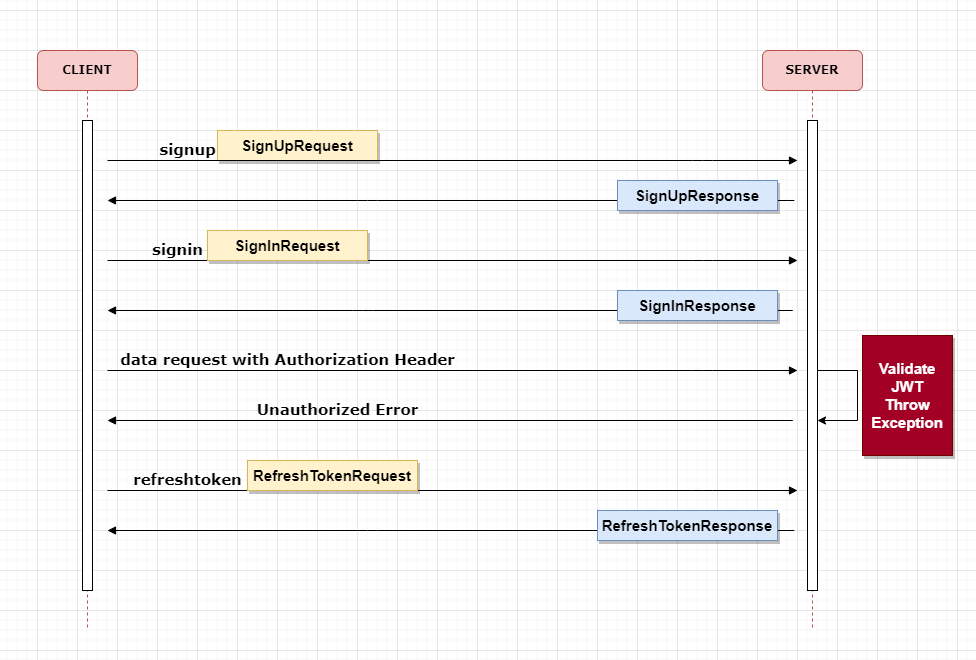 CLIENT
SERVER
signup
SignUpRequest
SignUpResponse
signin
SignInRequest
SignInResponse
data request with Authorization Header
Validate
JWT
Throw
Exception
Unauthorized Error
refreshtoken
RefreshTokenRequest
RefreshTokenResponse